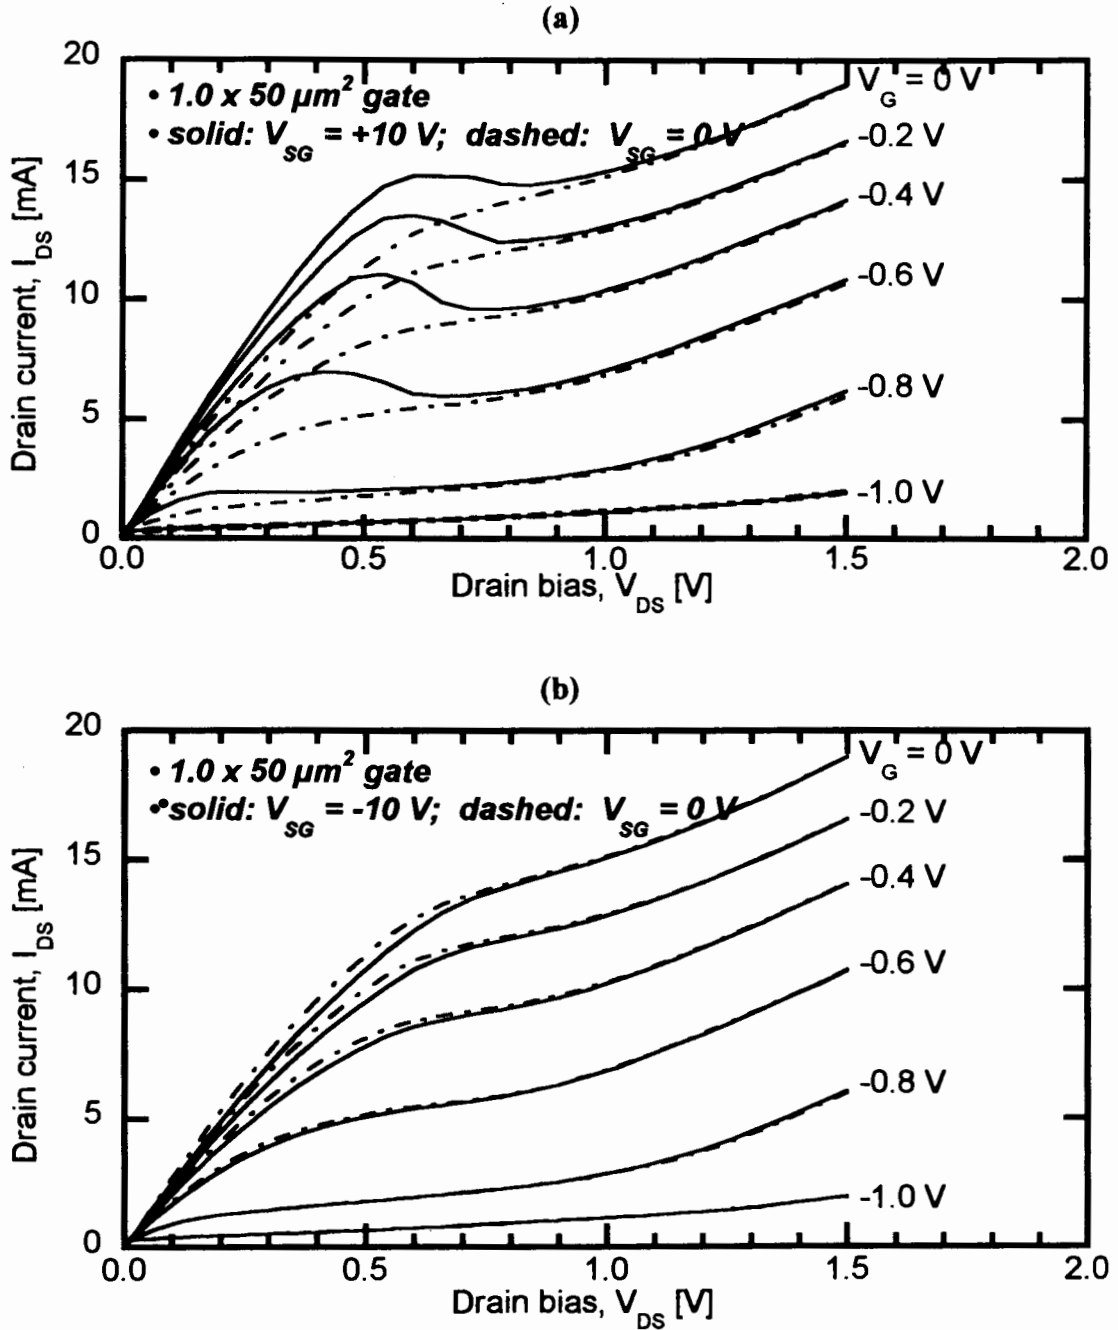 (a)
20
15
10
5
0
Drain current, I_DS [mA]
• 1.0 x 50 µm² gate
• solid: V_SG = +10 V; dashed: V_SG = 0 V
V_G = 0 V
-0.2 V
-0.4 V
-0.6 V
-0.8 V
-1.0 V
0.0 0.5 1.0 1.5 2.0
Drain bias, V_DS [V]
(b)
20
15
10
5
0
Drain current, I_DS [mA]
• 1.0 x 50 µm² gate
• solid: V_SG = -10 V; dashed: V_SG = 0 V
V_G = 0 V
-0.2 V
-0.4 V
-0.6 V
-0.8 V
-1.0 V
0.0 0.5 1.0 1.5 2.0
Drain bias, V_DS [V]